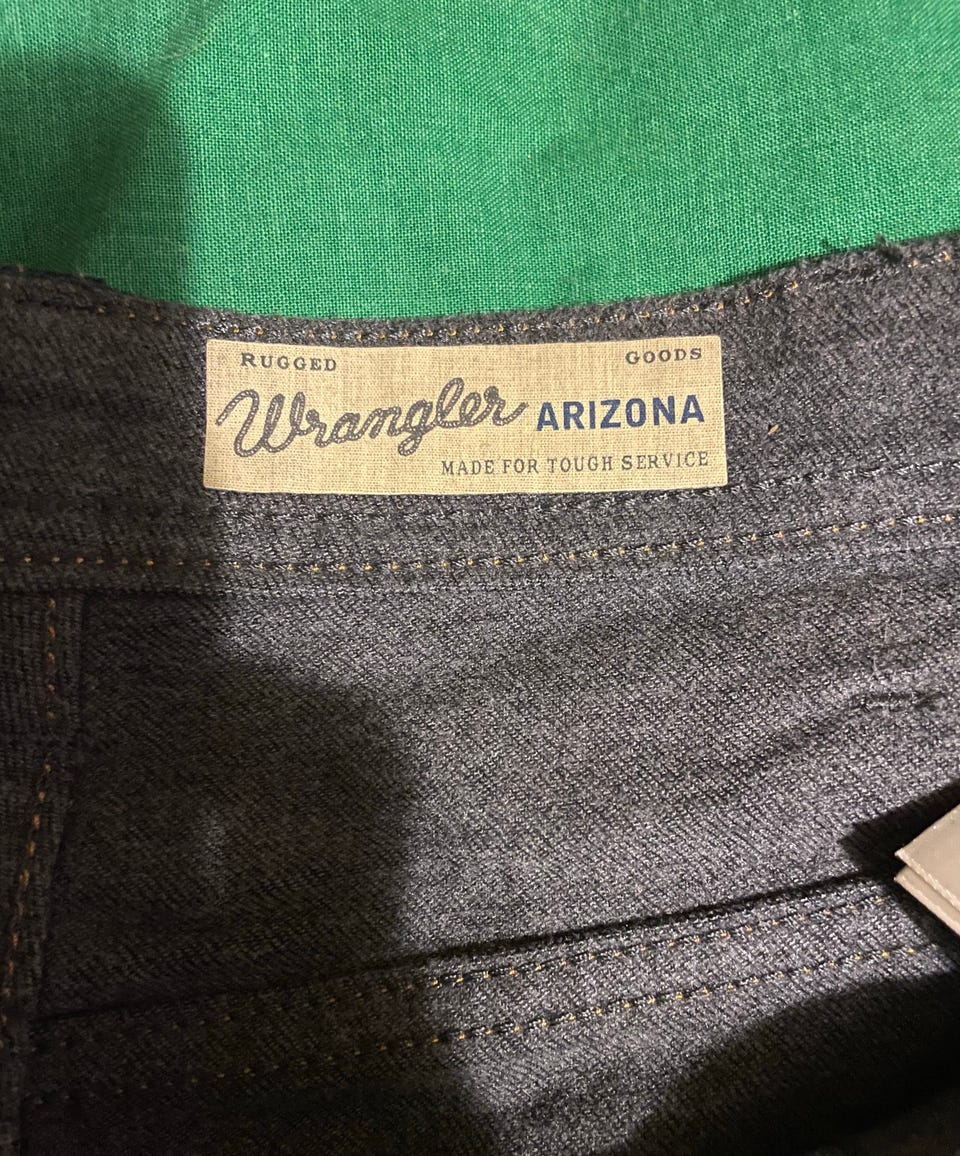 RUGGED GOODS
Wrangler ARIZONA
MADE FOR TOUGH SERVICE